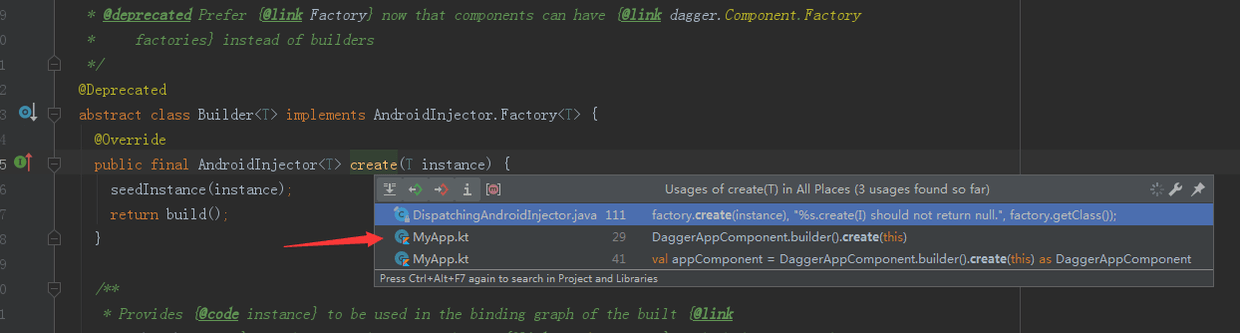 9 * @deprecated Prefer {@link Factory} now that components can have {@link dagger.Component.Factory
0 *     factories} instead of builders
1 */
2 @Deprecated
3 abstract class Builder<T> implements AndroidInjector.Factory<T> {
4 @Override
5 public final AndroidInjector<T> create(T instance) {
6 seedInstance(instance);
7 return build();
8 }
Usages of create(T) in All Places (3 usages found so far)
DispatchingAndroidInjector.java 111 factory.create(instance), "%s.create(I) should not return null.", factory.getClass());
MyApp.kt 29 DaggerAppComponent.builder().create(this)
MyApp.kt 41 val appComponent = DaggerAppComponent.builder().create(this) as DaggerAppComponent
Press Ctrl+Alt+F7 again to search in Project and Libraries
9
0 /**
1 * Provides {@code instance} to be used in the binding graph of the built {@link